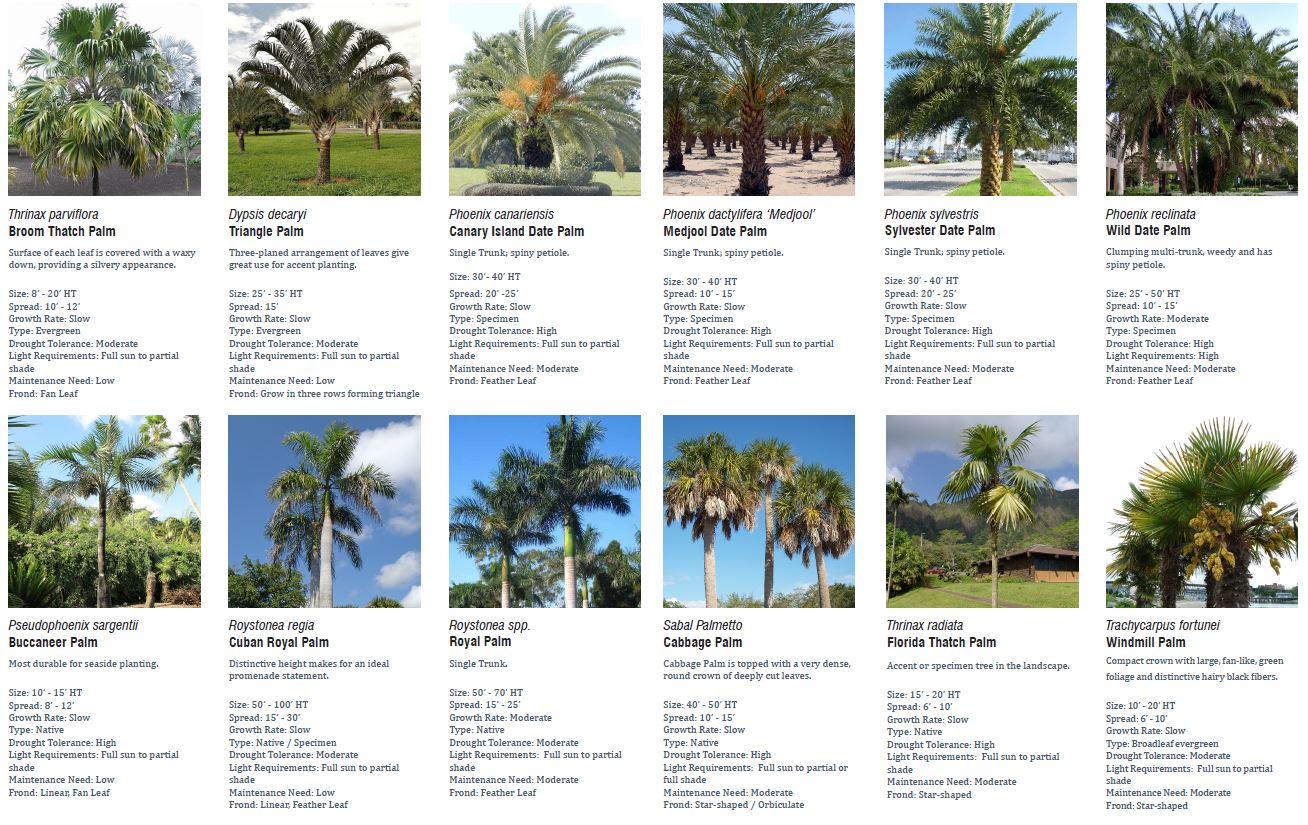 Thrinax parviflora
Broom Thatch Palm
Surface of each leaf is covered with a waxy
down, providing a silvery appearance.
Size: 8’ - 20’ HT
Spread: 10’ - 12’
Growth Rate: Slow
Type: Evergreen
Drought Tolerance: Moderate
Light Requirements: Full sun to partial
shade
Maintenance Need: Low
Frond: Fan Leaf
Dypsis decaryi
Triangle Palm
Three-planed arrangement of leaves give
great use for accent planting.
Size: 25’ - 35’ HT
Spread: 15’
Growth Rate: Slow
Type: Evergreen
Drought Tolerance: Moderate
Light Requirements: Full sun to partial
shade
Maintenance Need: Low
Frond: Grow in three rows forming triangle
Phoenix canariensis
Canary Island Date Palm
Single Trunk; spiny petiole.
Size: 30’- 40’ HT
Spread: 20’ -25’
Growth Rate: Slow
Type: Specimen
Drought Tolerance: High
Light Requirements: Full sun to partial
shade
Maintenance Need: Moderate
Frond: Feather Leaf
Phoenix dactylifera ‘Medjool’
Medjool Date Palm
Single Trunk; spiny petiole.
Size: 30’ - 40’ HT
Spread: 10’ - 15’
Growth Rate: Slow
Type: Specimen
Drought Tolerance: High
Light Requirements: Full sun to partial
shade
Maintenance Need: Moderate
Frond: Feather Leaf
Phoenix sylvestris
Sylvester Date Palm
Single Trunk; spiny petiole.
Size: 30’ - 40’ HT
Spread: 20’ - 25’
Growth Rate: Slow
Type: Specimen
Drought Tolerance: High
Light Requirements: Full sun to partial
shade
Maintenance Need: Moderate
Frond: Feather Leaf
Phoenix reclinata
Wild Date Palm
Clumping multi-trunk, weedy and has
spiny petiole.
Size: 25’ - 50’ HT
Spread: 10’ - 15’
Growth Rate: Moderate
Type: Specimen
Drought Tolerance: High
Light Requirements: High
Maintenance Need: Moderate
Frond: Feather Leaf
Pseudophoenix sargentii
Buccaneer Palm
Most durable for seaside planting.
Size: 10’ - 15’ HT
Spread: 8’ - 12’
Growth Rate: Slow
Type: Native
Drought Tolerance: High
Light Requirements: Full sun to partial
shade
Maintenance Need: Low
Frond: Linear, Fan Leaf
Roystonea regia
Cuban Royal Palm
Distinctive height makes for an ideal
promenade statement.
Size: 50’ - 100’ HT
Spread: 15’ - 30’
Growth Rate: Slow
Type: Native / Specimen
Drought Tolerance: Moderate
Light Requirements: Full sun to partial
shade
Maintenance Need: Low
Frond: Linear, Feather Leaf
Roystonea spp.
Royal Palm
Single Trunk.
Size: 50’ - 70’ HT
Spread: 15’ - 25’
Growth Rate: Moderate
Type: Native
Drought Tolerance: Moderate
Light Requirements: Full sun to partial
shade
Maintenance Need: Moderate
Frond: Feather Leaf
Sabal Palmetto
Cabbage Palm
Cabbage Palm is topped with a very dense,
round crown of deeply cut leaves.
Size: 40’ - 50’ HT
Spread: 10’ - 15’
Growth Rate: Slow
Type: Native
Drought Tolerance: High
Light Requirements: Full sun to partial or
full shade
Maintenance Need: Moderate
Frond: Star-shaped / Orbiculate
Thrinax radiata
Florida Thatch Palm
Accent or specimen tree in the landscape.
Size: 15’ - 20’ HT
Spread: 6’ - 10’
Growth Rate: Slow
Type: Native
Drought Tolerance: High
Light Requirements: Full sun to partial
shade
Maintenance Need: Moderate
Frond: Star-shaped
Trachycarpus fortunei
Windmill Palm
Compact crown with large, fan-like, green
foliage and distinctive hairy black fibers.
Size: 10’ - 20’ HT
Spread: 6’ - 10’
Growth Rate: Slow
Type: Broadleaf evergreen
Drought Tolerance: Moderate
Light Requirements: Full sun to partial
shade
Maintenance Need: Moderate
Frond: Star-shaped